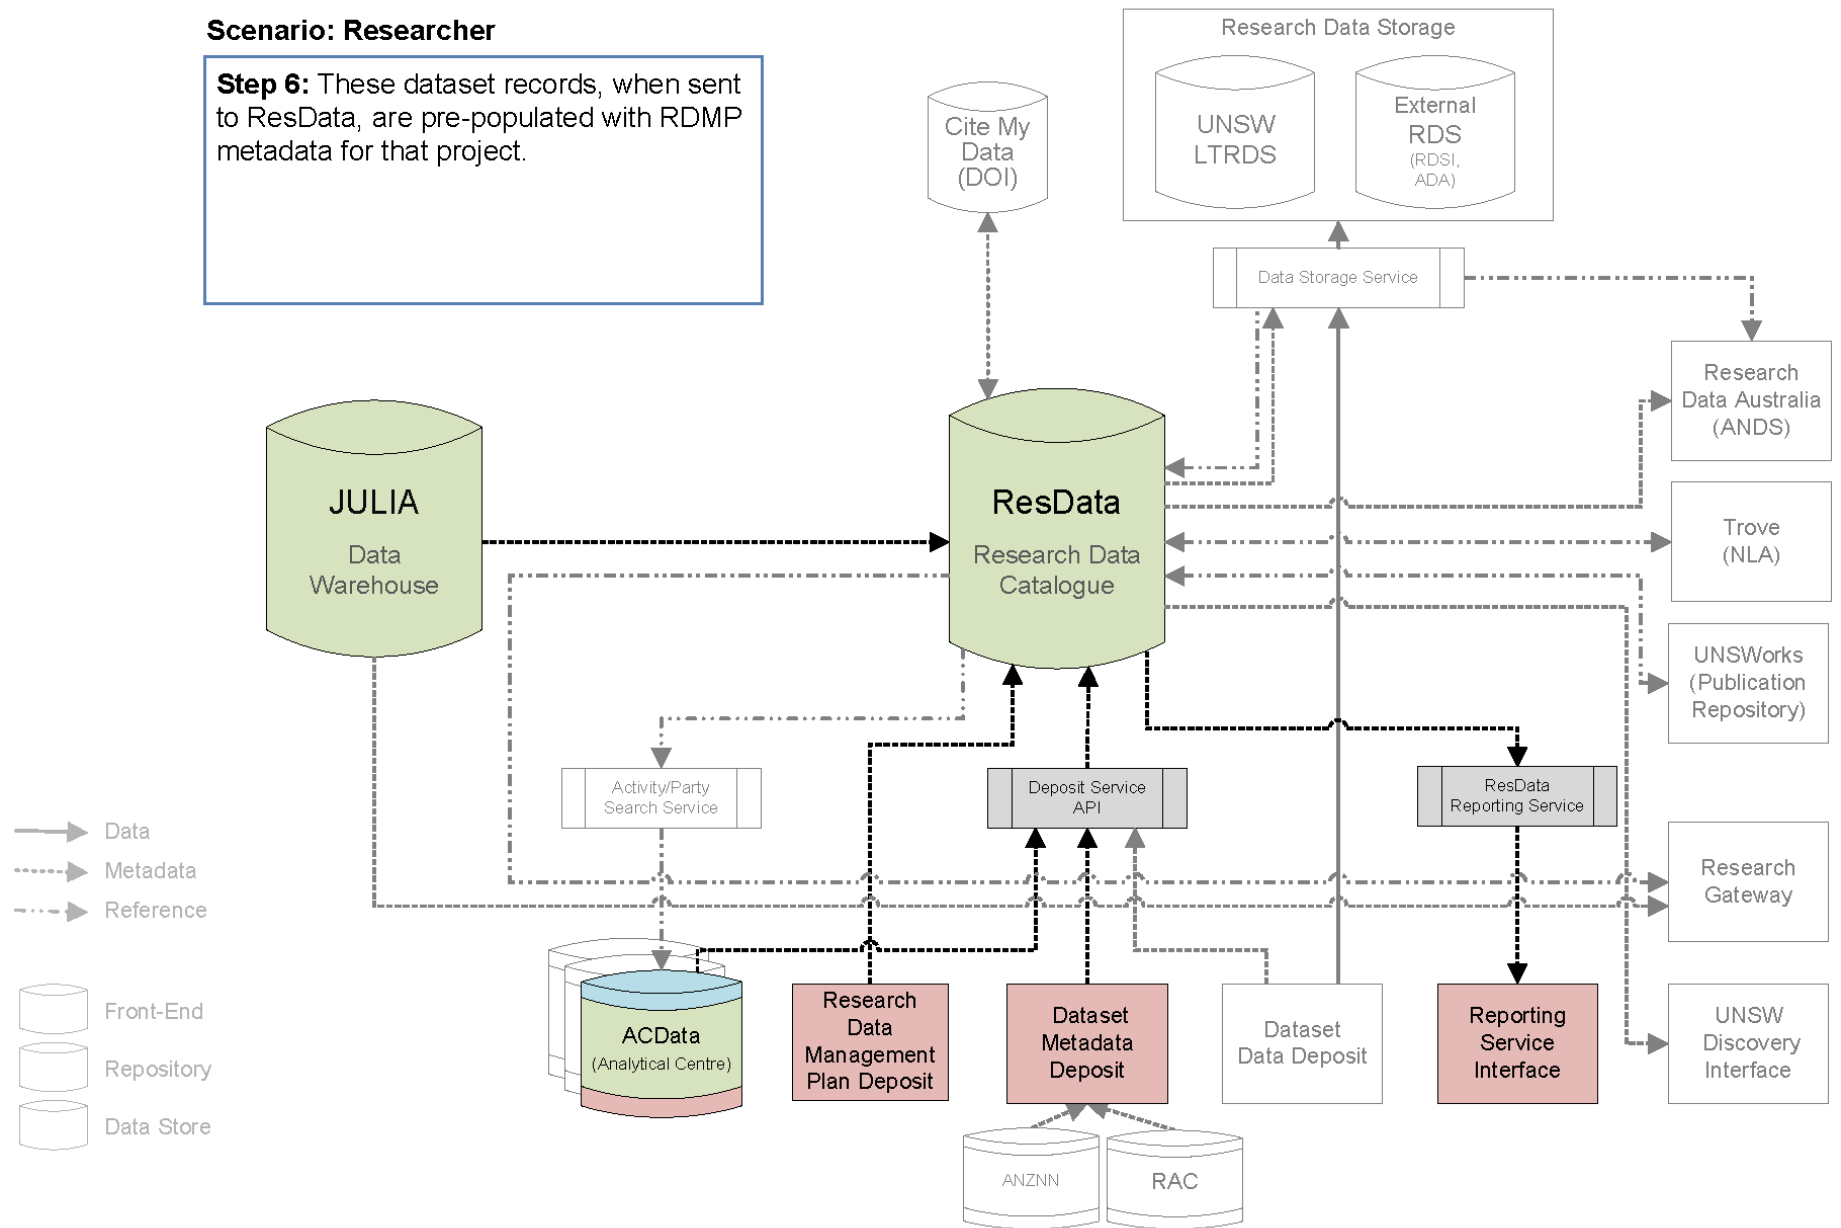 Scenario: Researcher
Step 6: These dataset records, when sent
to ResData, are pre-populated with RDMP
metadata for that project.
Research Data Storage
UNSW
LTRDS
External
RDS
(RDSI,
ADA)
Cite My
Data
(DOI)
Data Storage Service
Research
Data Australia
(ANDS)
JULIA
Data
Warehouse
ResData
Research Data
Catalogue
Trove
(NLA)
UNSWorks
(Publication
Repository)
Activity/Party
Search Service
Deposit Service
API
ResData
Reporting Service
Data
Metadata
Reference
Research
Gateway
Front-End
Repository
Data Store
ACData
(Analytical Centre)
Research
Data
Management
Plan Deposit
Dataset
Metadata
Deposit
Dataset
Data Deposit
Reporting
Service
Interface
UNSW
Discovery
Interface
ANZNN
RAC